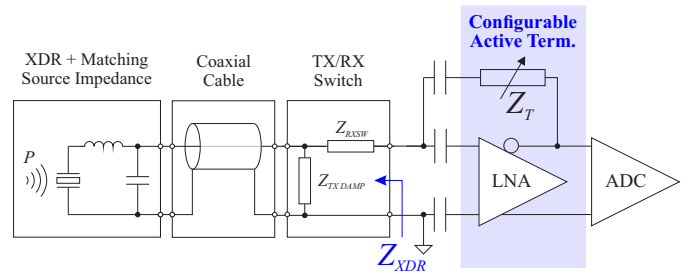 Configurable
Active Term.
XDR + Matching
Source Impedance
Coaxial
Cable
TX/RX
Switch
Z_T
Z_RXSW
P
Z_TX DAMP
LNA
ADC
Z_XDR